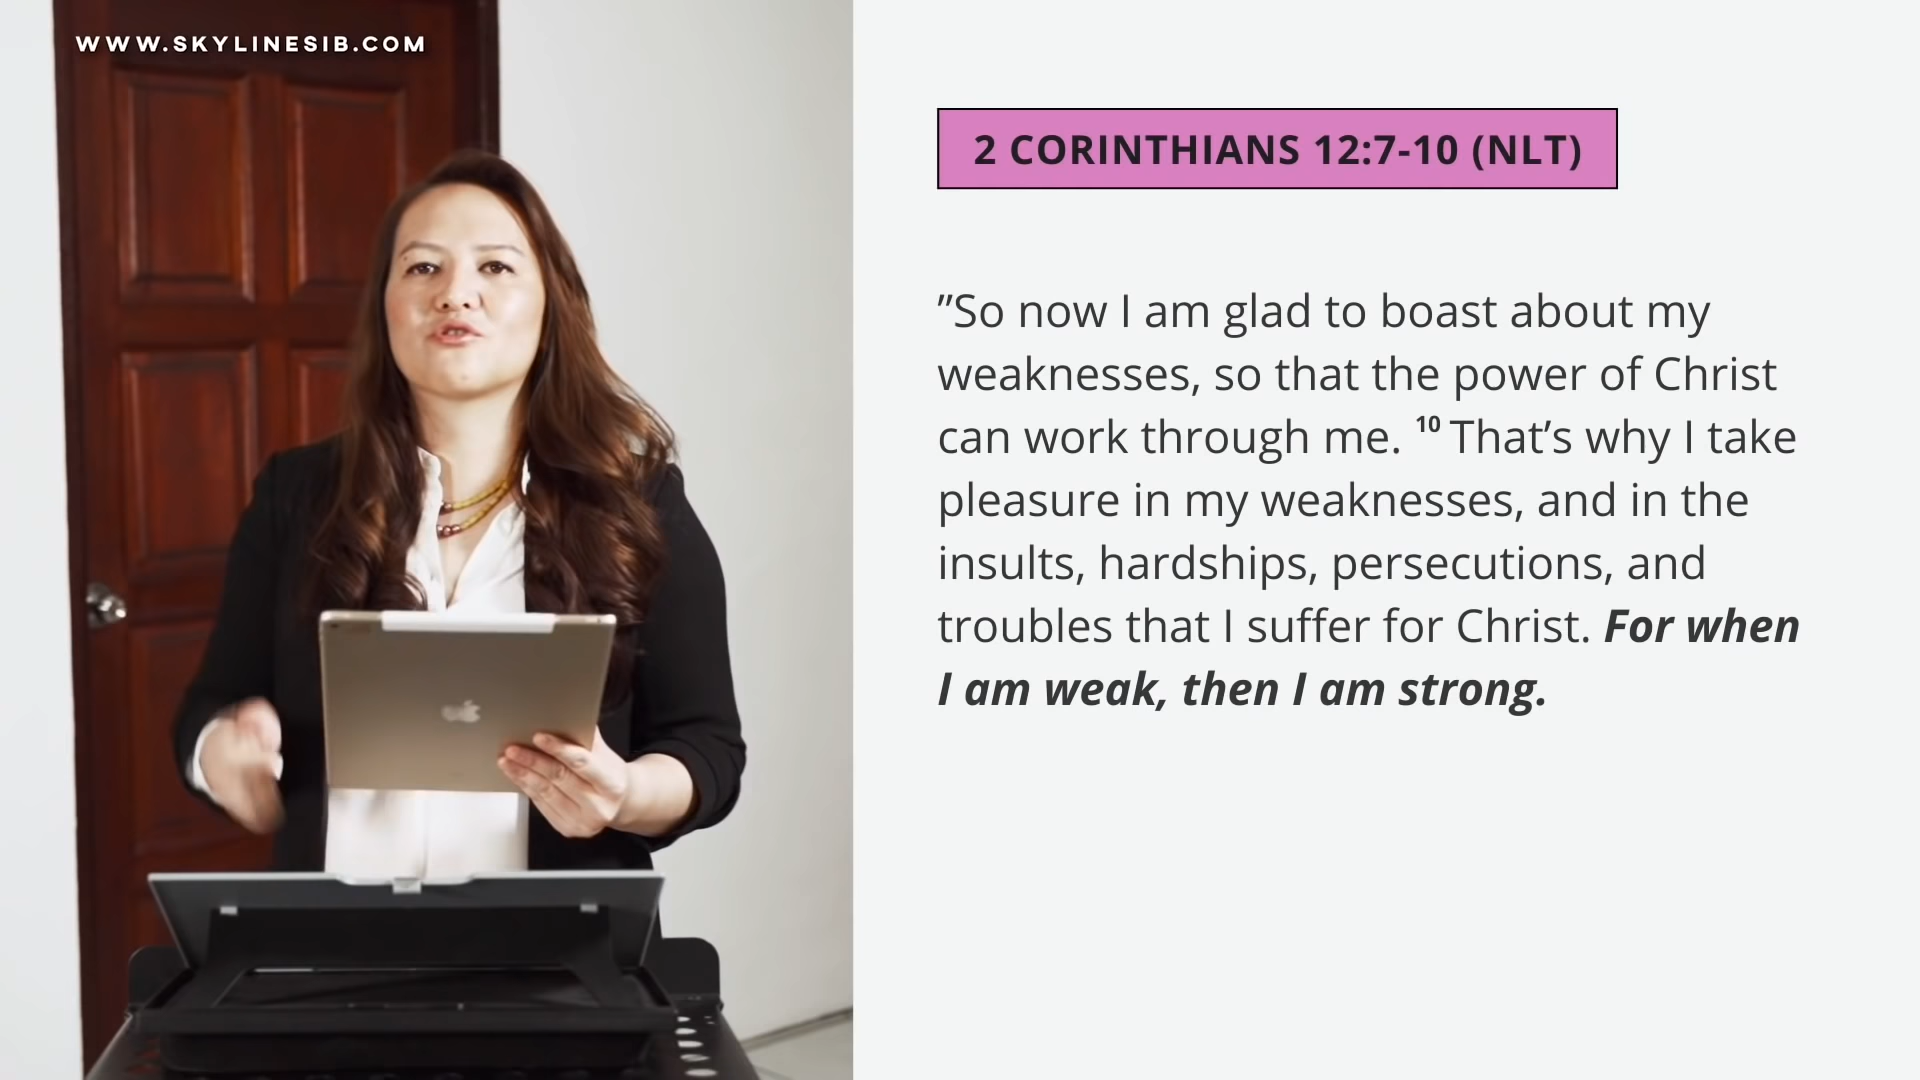 WWW.SKYLINESIB.COM
2 CORINTHIANS 12:7-10 (NLT)
”So now I am glad to boast about my
weaknesses, so that the power of Christ
can work through me. ¹⁰ That’s why I take
pleasure in my weaknesses, and in the
insults, hardships, persecutions, and
troubles that I suffer for Christ. For when
I am weak, then I am strong.